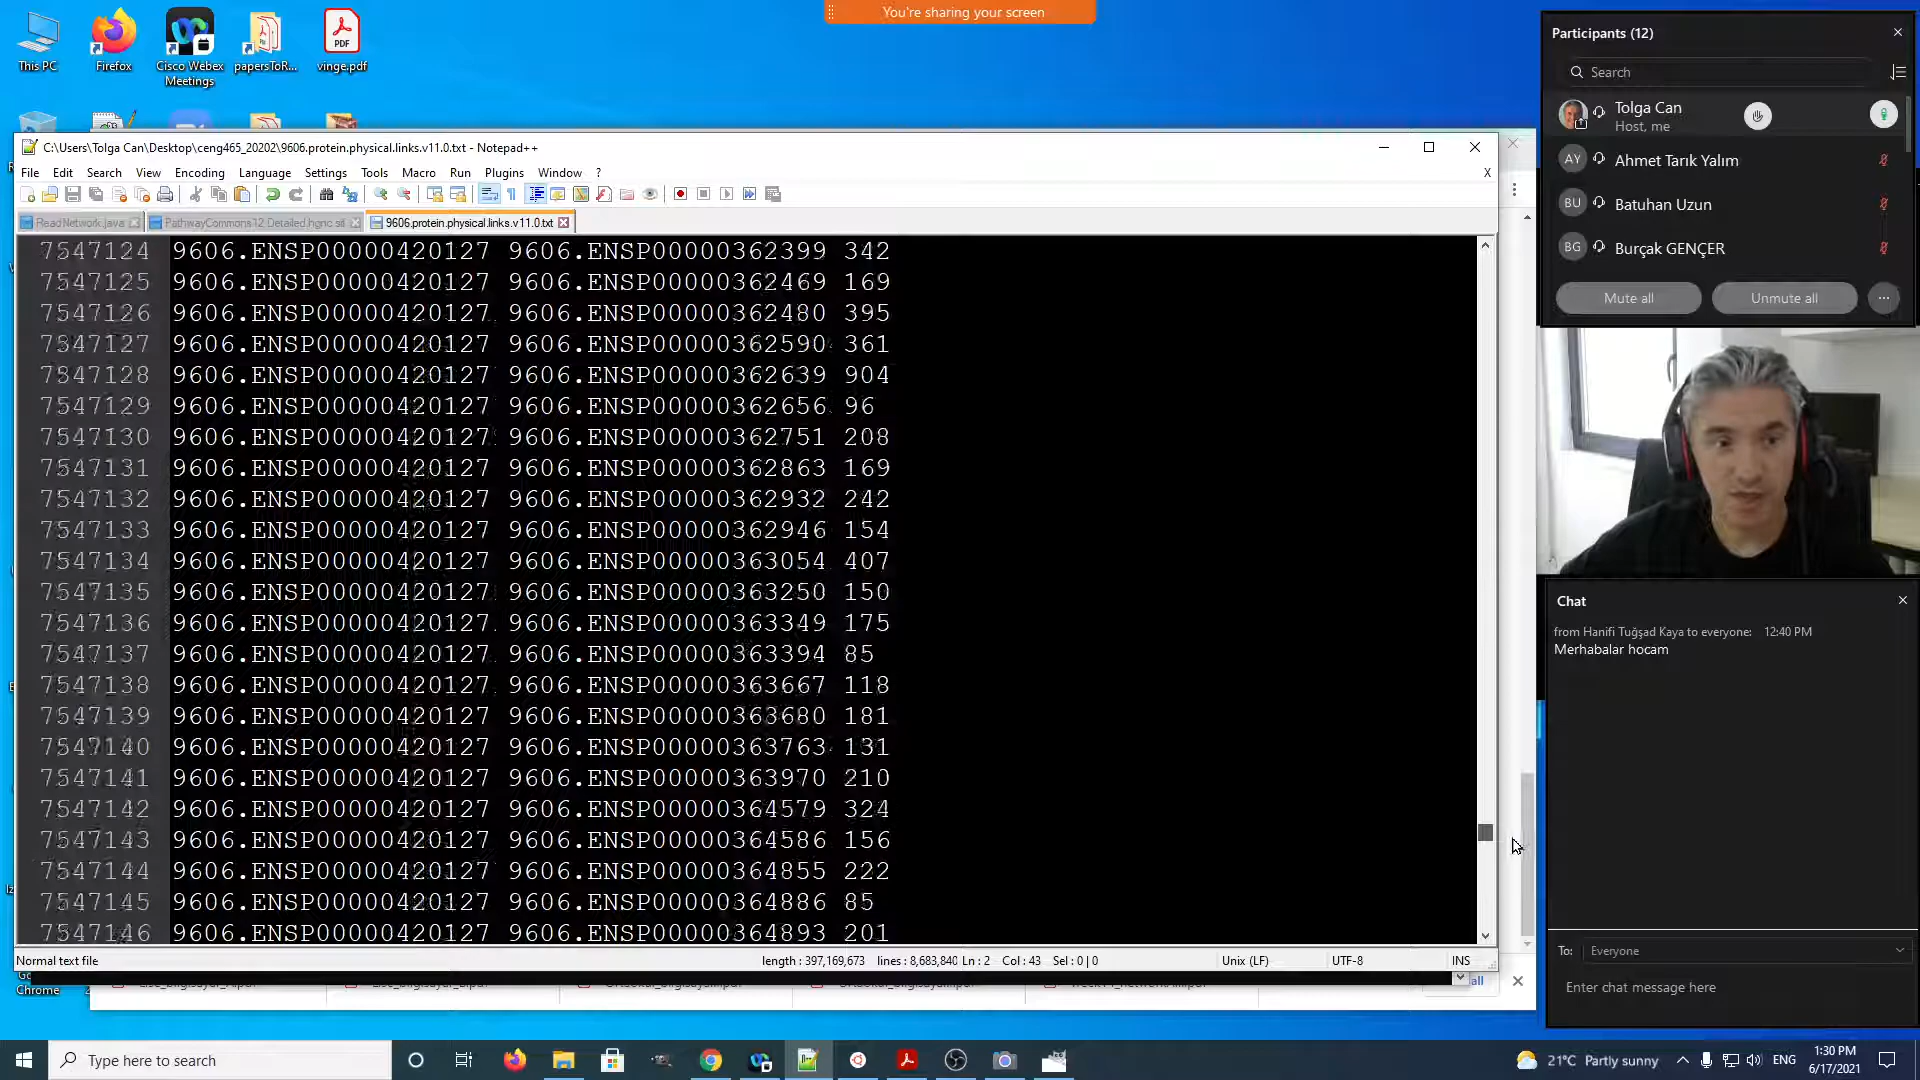 You're sharing your screen
This PC
Firefox
Cisco Webex
Meetings
papersToR...
vinge.pdf
C:\Users\Tolga Can\Desktop\ceng465_20202\9606.protein.physical.links.v11.0.txt - Notepad++
File Edit Search View Encoding Language Settings Tools Macro Run Plugins Window ? X
ReadNetwork.java PathwayCommons12.Detailed.hgnc.sif 9606.protein.physical.links.v11.0.txt
7547124 9606.ENSP00000420127 9606.ENSP00000362399 342
7547125 9606.ENSP00000420127 9606.ENSP00000362469 169
7547126 9606.ENSP00000420127 9606.ENSP00000362480 395
7547127 9606.ENSP00000420127 9606.ENSP00000362590 361
7547128 9606.ENSP00000420127 9606.ENSP00000362639 904
7547129 9606.ENSP00000420127 9606.ENSP00000362656 96
7547130 9606.ENSP00000420127 9606.ENSP00000362751 208
7547131 9606.ENSP00000420127 9606.ENSP00000362863 169
7547132 9606.ENSP00000420127 9606.ENSP00000362932 242
7547133 9606.ENSP00000420127 9606.ENSP00000362946 154
7547134 9606.ENSP00000420127 9606.ENSP00000363054 407
7547135 9606.ENSP00000420127 9606.ENSP00000363250 150
7547136 9606.ENSP00000420127 9606.ENSP00000363349 175
7547137 9606.ENSP00000420127 9606.ENSP00000363394 85
7547138 9606.ENSP00000420127 9606.ENSP00000363667 118
7547139 9606.ENSP00000420127 9606.ENSP00000363680 181
7547140 9606.ENSP00000420127 9606.ENSP00000363763 131
7547141 9606.ENSP00000420127 9606.ENSP00000363970 210
7547142 9606.ENSP00000420127 9606.ENSP00000364579 324
7547143 9606.ENSP00000420127 9606.ENSP00000364586 156
7547144 9606.ENSP00000420127 9606.ENSP00000364855 222
7547145 9606.ENSP00000420127 9606.ENSP00000364886 85
7547146 9606.ENSP00000420127 9606.ENSP00000364893 201
Normal text file length : 397,169,673 lines : 8,683,840 Ln : 2 Col : 43 Sel : 0 | 0 Unix (LF) UTF-8 INS
Chrome
all
Participants (12)
Search
Tolga Can
Host, me
AY Ahmet Tarık Yalım
BU Batuhan Uzun
BG Burçak GENÇER
Mute all Unmute all
Chat
from Hanifi Tuğşad Kaya to everyone: 12:40 PM
Merhabalar hocam
To: Everyone
Enter chat message here
Type here to search
21°C Partly sunny
ENG
1:30 PM
6/17/2021